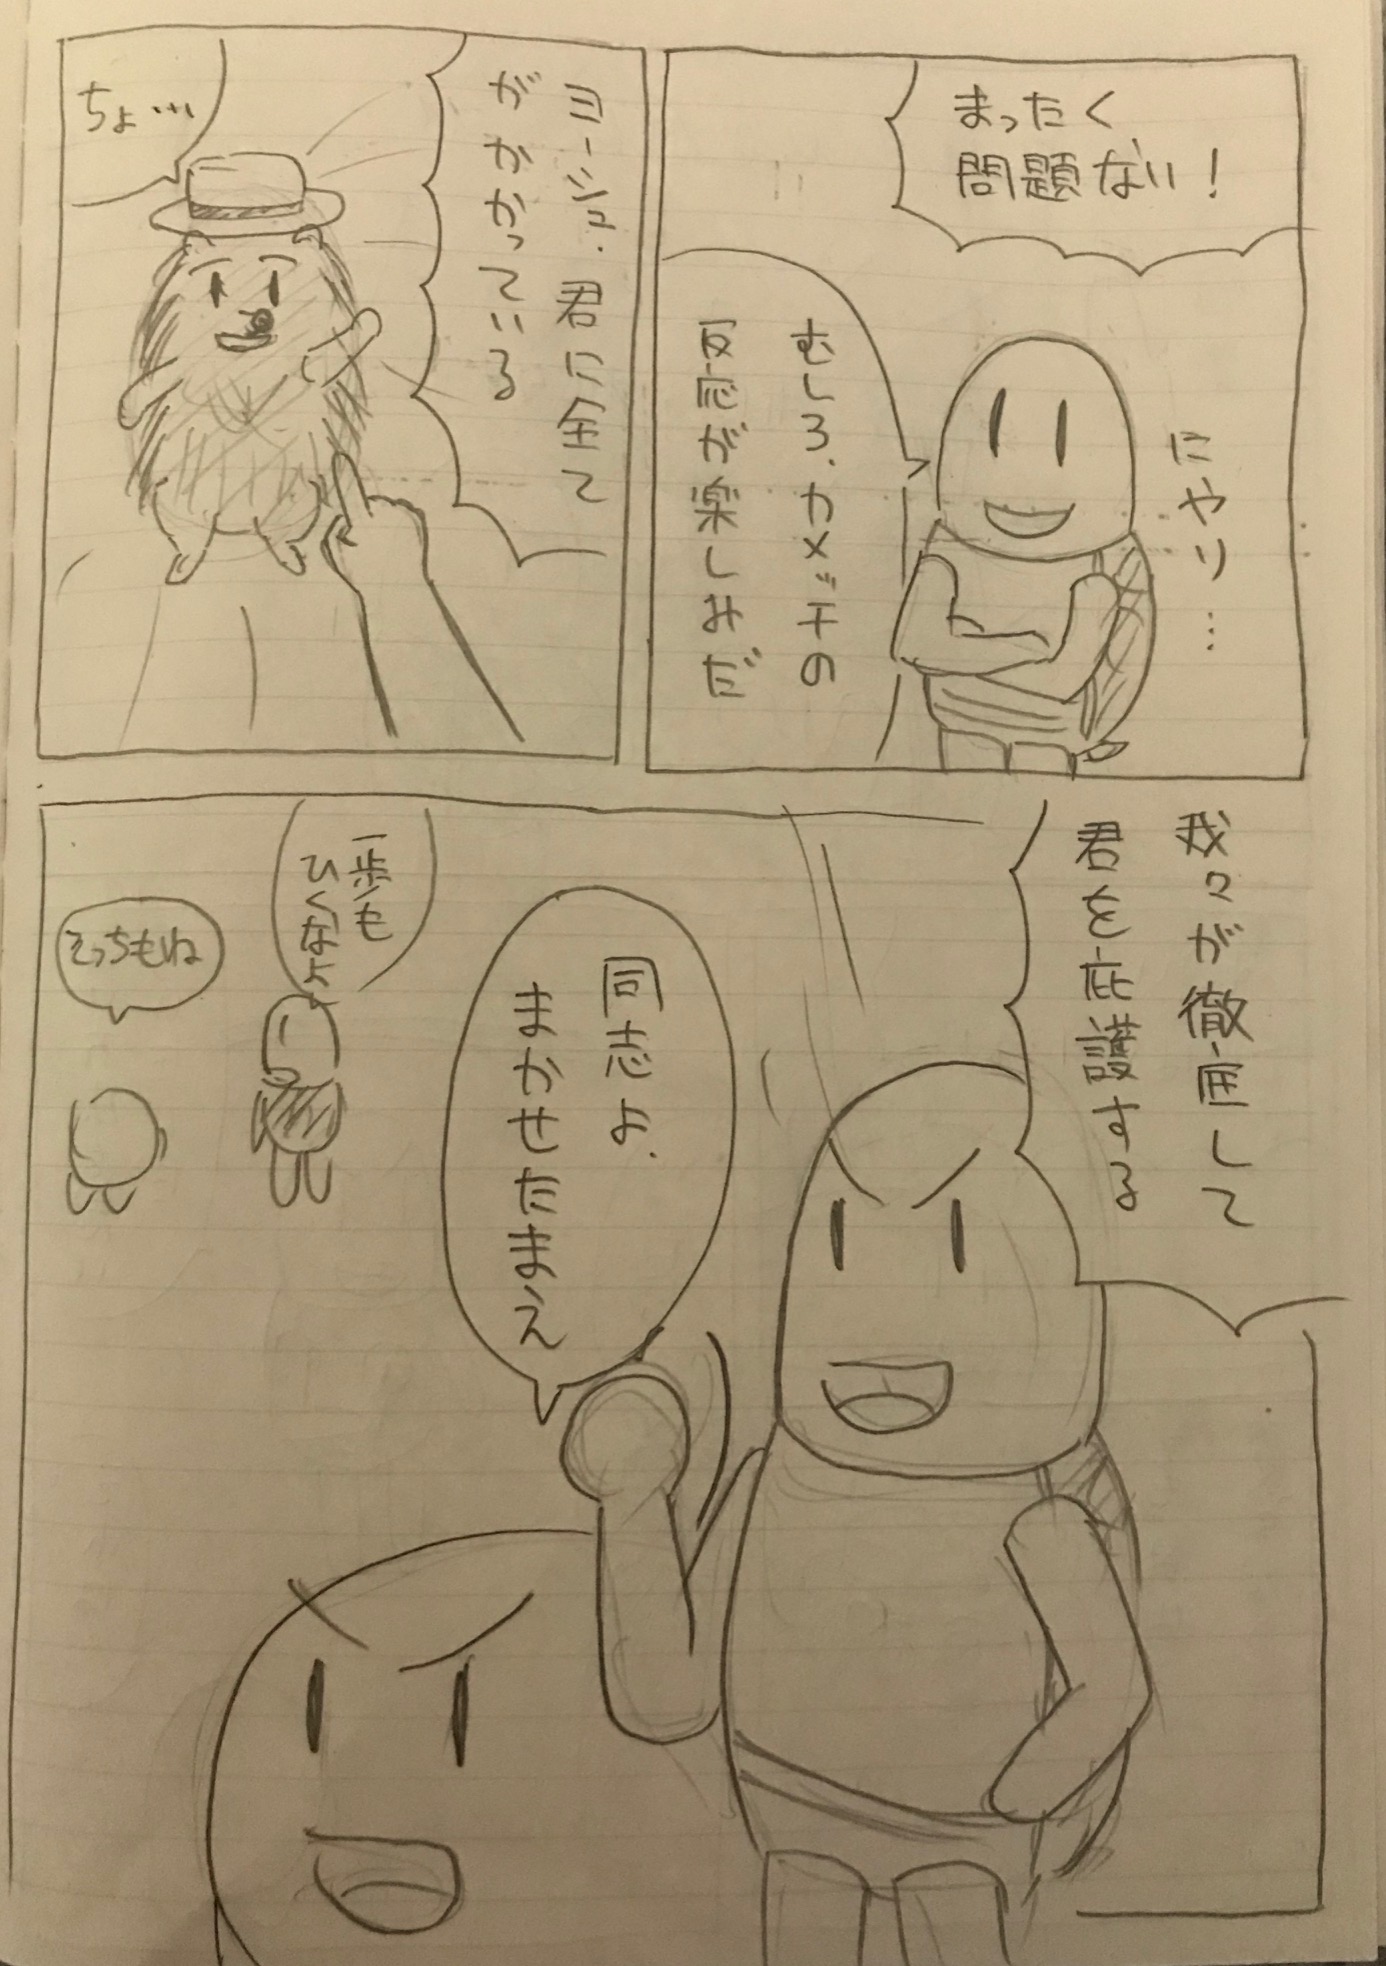 まったく
問題ない！
にやり…
むしろ、カメッチの
反応が楽しみだ
ヨーシュ、君に全て
がかかっている
ちょ…
我々が徹底して
君を庇護する
同志よ、
まかせたまえ
一歩も
ひくなよ
そっちもね